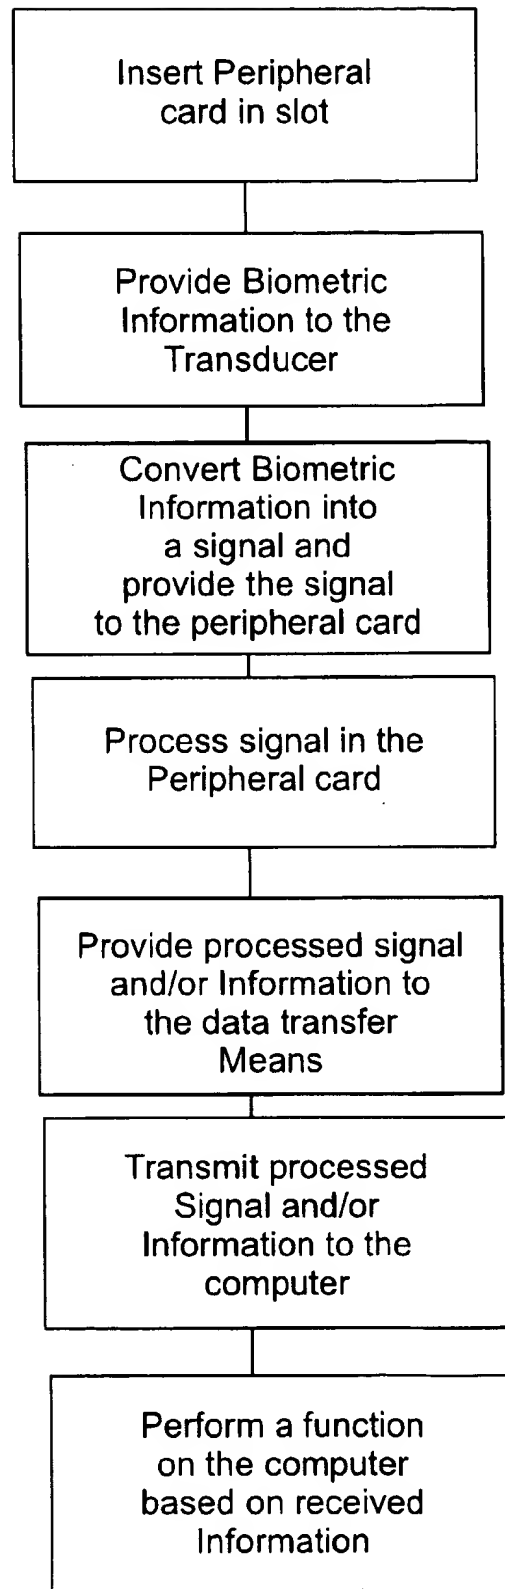 Insert Peripheral
card in slot
Provide Biometric
Information to the
Transducer
Convert Biometric
Information into
a signal and
provide the signal
to the peripheral card
Process signal in the
Peripheral card
Provide processed signal
and/or Information to
the data transfer
Means
Transmit processed
Signal and/or
Information to the
computer
Perform a function
on the computer
based on received
Information